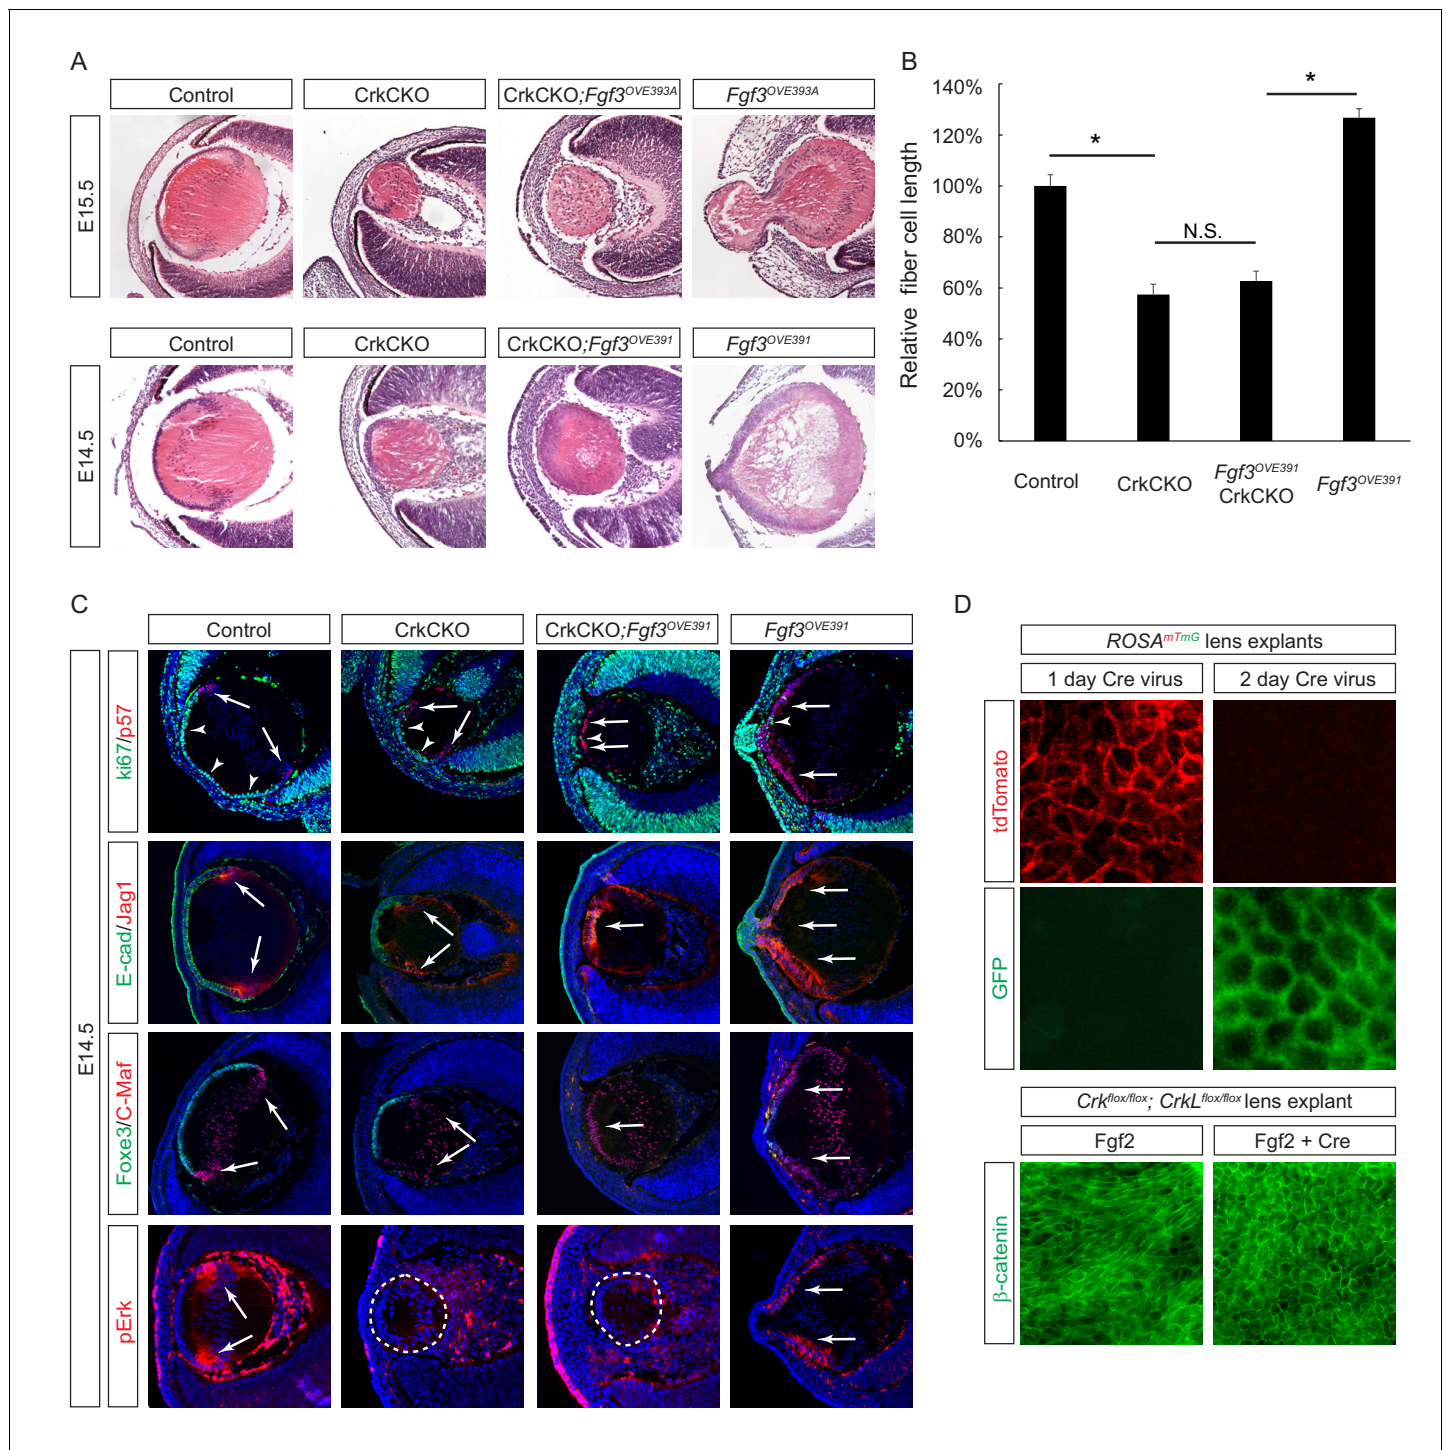 A
Control
CrkCKO
CrkCKO;Fgf3OVE393A
Fgf3OVE393A
E15.5
Control
CrkCKO
CrkCKO;Fgf3OVE391
Fgf3OVE391
E14.5
B
Relative fiber cell length
140%
120%
100%
80%
60%
40%
20%
0%
*
N.S.
*
Control
CrkCKO
Fgf3OVE391
CrkCKO
Fgf3OVE391
C
Control
CrkCKO
CrkCKO;Fgf3OVE391
Fgf3OVE391
E14.5
ki67/p57
E-cad/Jag1
Foxe3/C-Maf
pErk
D
ROSAmTmG lens explants
1 day Cre virus
2 day Cre virus
tdTomato
GFP
Crkflox/flox; CrkLflox/flox lens explant
Fgf2
Fgf2 + Cre
β-catenin